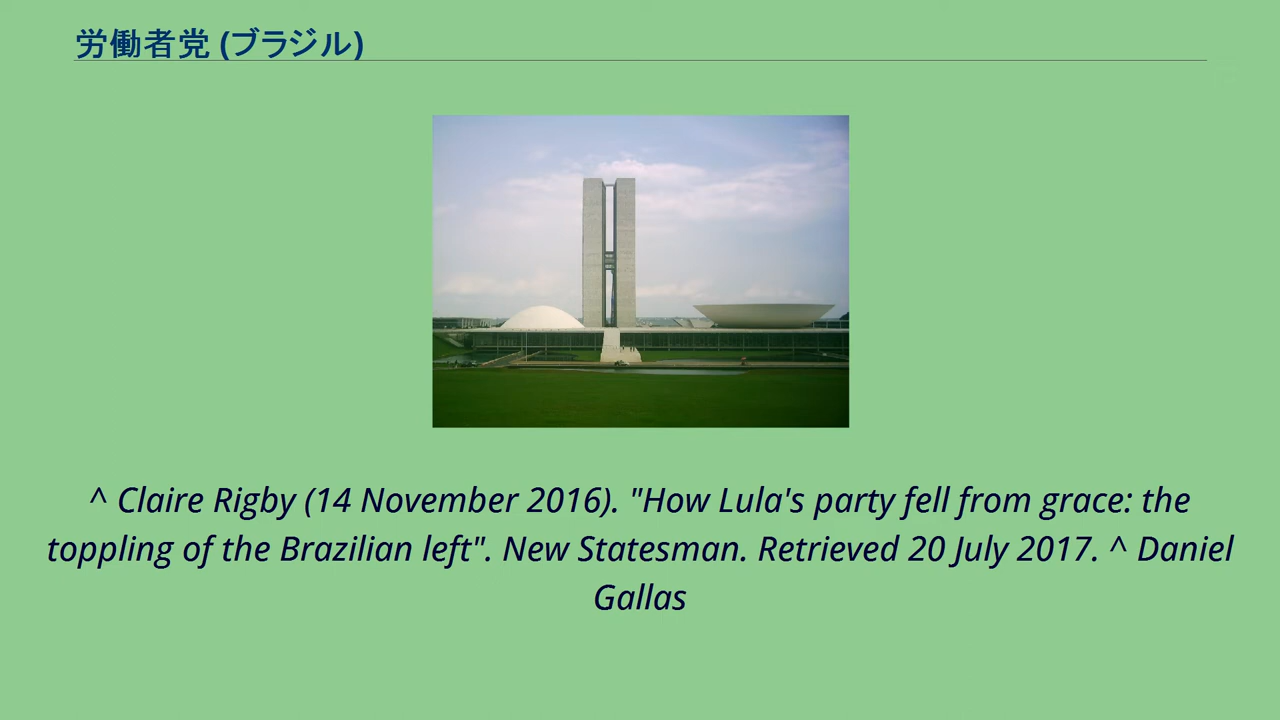 労働者党 (ブラジル)
^ Claire Rigby (14 November 2016). "How Lula's party fell from grace: the
toppling of the Brazilian left". New Statesman. Retrieved 20 July 2017. ^ Daniel
Gallas